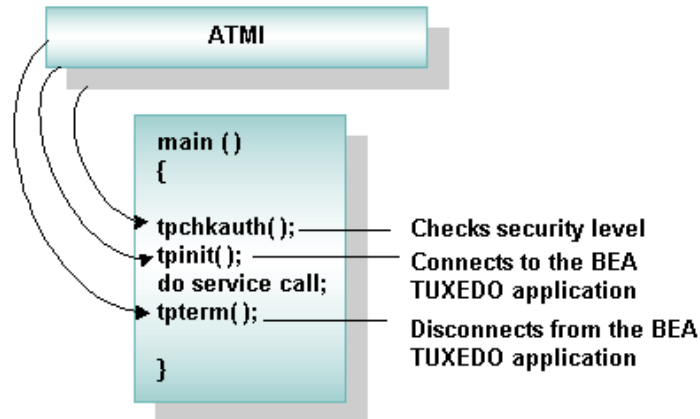 ATMI
main ( )
{
tpchkauth( );
Checks security level
tpinit( );
Connects to the BEA
TUXEDO application
do service call;
tpterm( );
Disconnects from the BEA
TUXEDO application
}